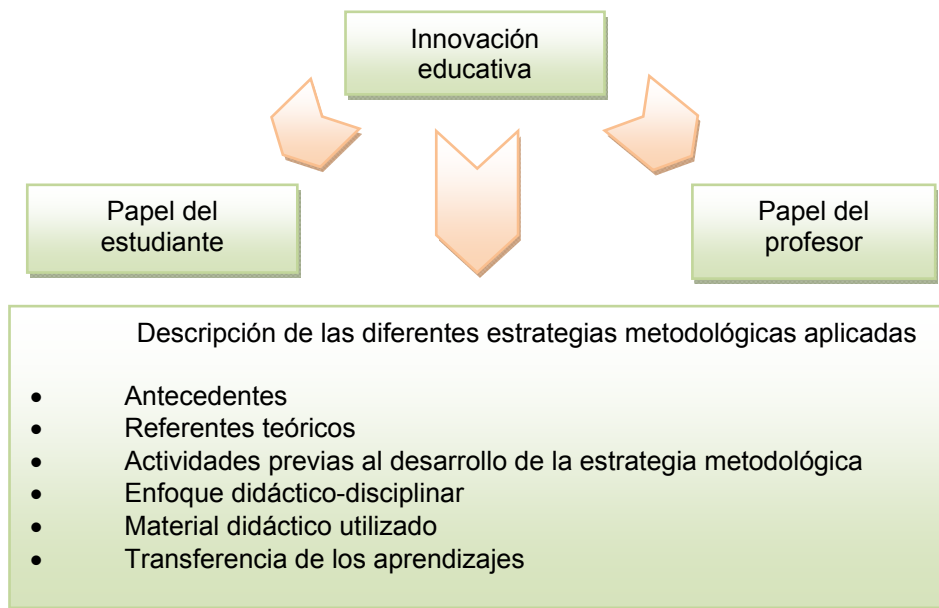 Innovación
educativa
Papel del
estudiante
Papel del
profesor
Descripción de las diferentes estrategias metodológicas aplicadas
• Antecedentes
• Referentes teóricos
• Actividades previas al desarrollo de la estrategia metodológica
• Enfoque didáctico-disciplinar
• Material didáctico utilizado
• Transferencia de los aprendizajes